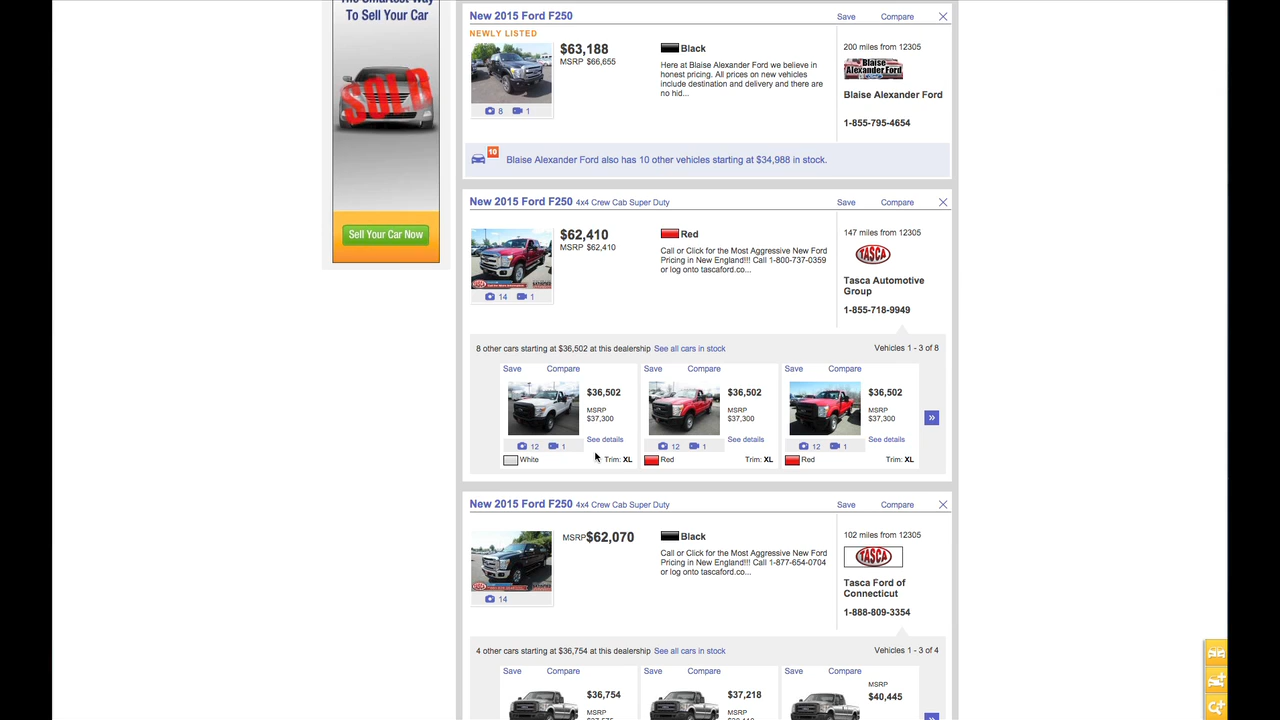 The Smartest Way
To Sell Your Car
SOLD
Sell Your Car Now
New 2015 Ford F250
Save
Compare
NEWLY LISTED
$63,188
MSRP $66,655
Black
Here at Blaise Alexander Ford we believe in
honest pricing. All prices on new vehicles
include destination and delivery and there are
no hid...
8
1
200 miles from 12305
Blaise
Alexander Ford
Blaise Alexander Ford
1-855-795-4654
10
Blaise Alexander Ford also has 10 other vehicles starting at $34,988 in stock.
New 2015 Ford F250 4x4 Crew Cab Super Duty
Save
Compare
$62,410
MSRP $62,410
Red
Call or Click for the Most Aggressive New Ford
Pricing in New England!!! Call 1-800-737-0359
or log onto tascaford.co...
14
1
147 miles from 12305
TASCA
Tasca Automotive
Group
1-855-718-9949
8 other cars starting at $36,502 at this dealership See all cars in stock
Vehicles 1 - 3 of 8
Save
Compare
$36,502
MSRP
$37,300
See details
12
1
White
Trim: XL
Save
Compare
$36,502
MSRP
$37,300
See details
12
1
Red
Trim: XL
Save
Compare
$36,502
MSRP
$37,300
See details
12
1
Red
Trim: XL
New 2015 Ford F250 4x4 Crew Cab Super Duty
Save
Compare
MSRP$62,070
Black
Call or Click for the Most Aggressive New Ford
Pricing in New England!!! Call 1-877-654-0704
or log onto tascaford.co...
14
102 miles from 12305
TASCA
Tasca Ford of
Connecticut
1-888-809-3354
4 other cars starting at $36,754 at this dealership See all cars in stock
Vehicles 1 - 3 of 4
Save
Compare
$36,754
Save
Compare
$37,218
Save
Compare
MSRP
$40,445